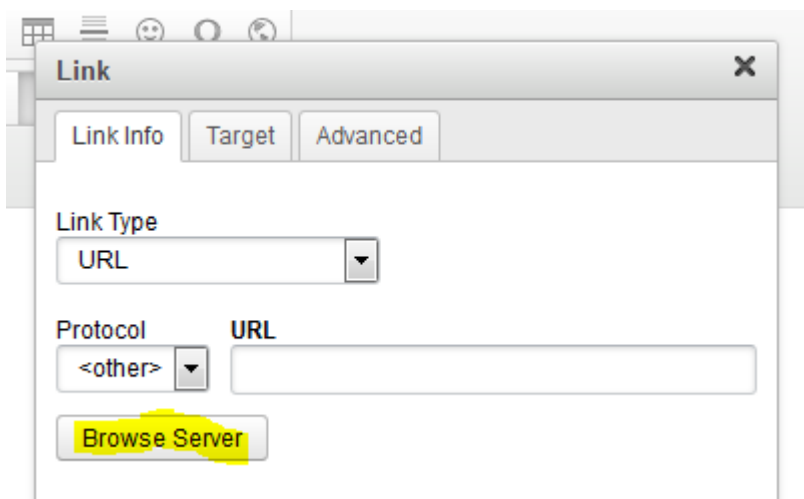 Link
Link Info Target Advanced
Link Type
URL
Protocol URL
<other>
Browse Server